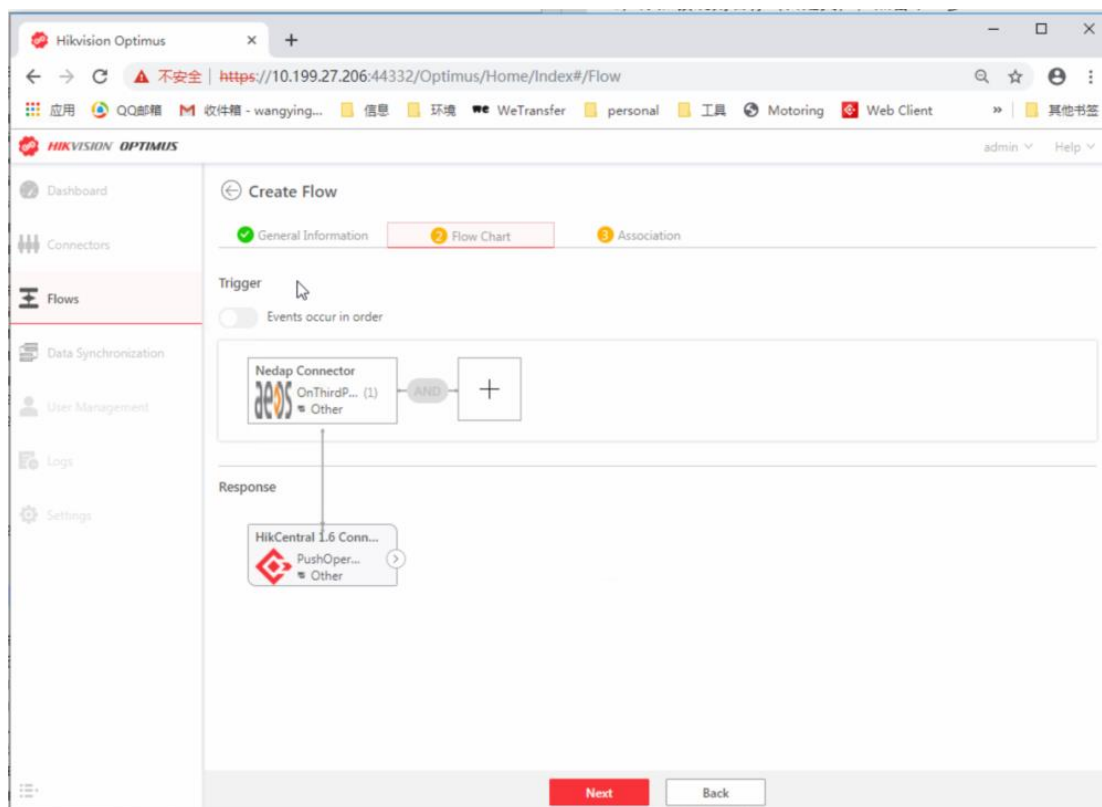 Hikvision Optimus
不安全 | https://10.199.27.206:44332/Optimus/Home/Index#/Flow
应用 QQ邮箱 收件箱 - wangying... 信息 环境 we WeTransfer personal 工具 Motoring Web Client » 其他书签
HIKVISION OPTIMUS admin Help
Dashboard
Create Flow
General Information 2 Flow Chart 3 Association
Connectors
Trigger
Flows
Events occur in order
Data Synchronization
Nedap Connector
aeos OnThirdP... (1) AND +
Other
User Management
Logs
Response
Settings
HikCentral 1.6 Conn...
PushOper...
Other
Next Back